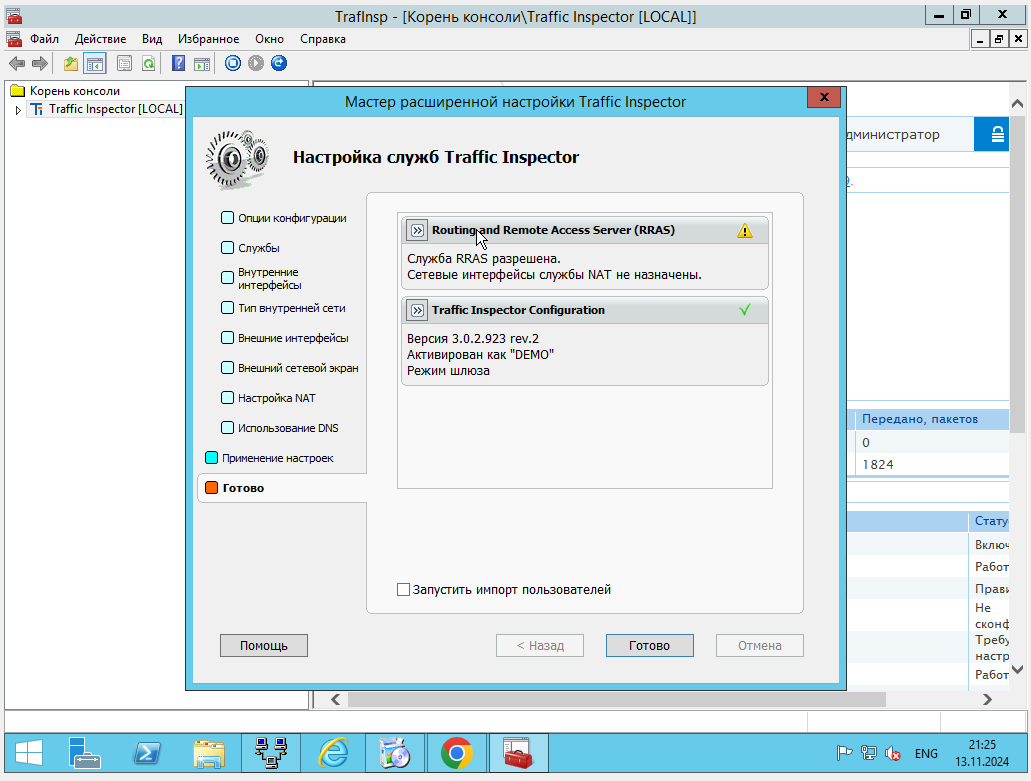 TrafInsp - [Корень консоли\Traffic Inspector [LOCAL]]
Файл Действие Вид Избранное Окно Справка
Корень консоли
Traffic Inspector [LOCAL]
Мастер расширенной настройки Traffic Inspector
Настройка служб Traffic Inspector
Опции конфигурации
Службы
Внутренние
интерфейсы
Тип внутренней сети
Внешние интерфейсы
Внешний сетевой экран
Настройка NAT
Использование DNS
Применение настроек
Готово
Routing and Remote Access Server (RRAS)
Служба RRAS разрешена.
Сетевые интерфейсы службы NAT не назначены.
Traffic Inspector Configuration
Версия 3.0.2.923 rev.2
Активирован как "DEMO"
Режим шлюза
Запустить импорт пользователей
Помощь
< Назад
Готово
Отмена
дминистратор
Передано, пакетов
0
1824
Стату
Включ
Работ
Прави
Не
сконф
Требу
настр
Работ
ENG
21:25
13.11.2024